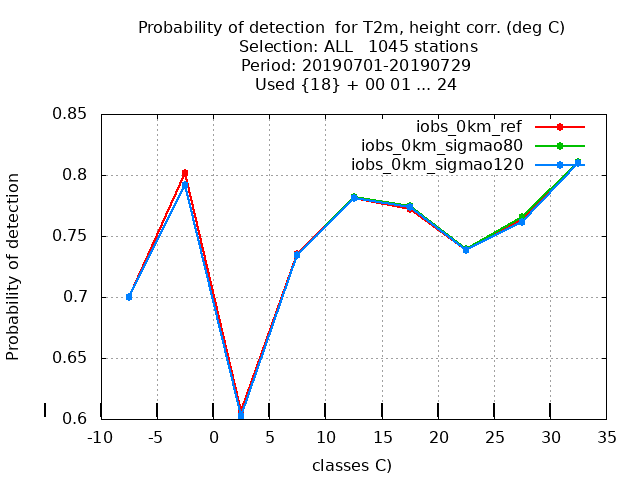 Probability of detection  for T2m, height corr. (deg C)
Selection: ALL   1045 stations
Period: 20190701-20190729
Used {18} + 00 01 ... 24
iobs_0km_ref
iobs_0km_sigmao80
iobs_0km_sigmao120
Probability of detection
0.85
0.8
0.75
0.7
0.65
0.6
-10 -5 0 5 10 15 20 25 30 35
classes C)